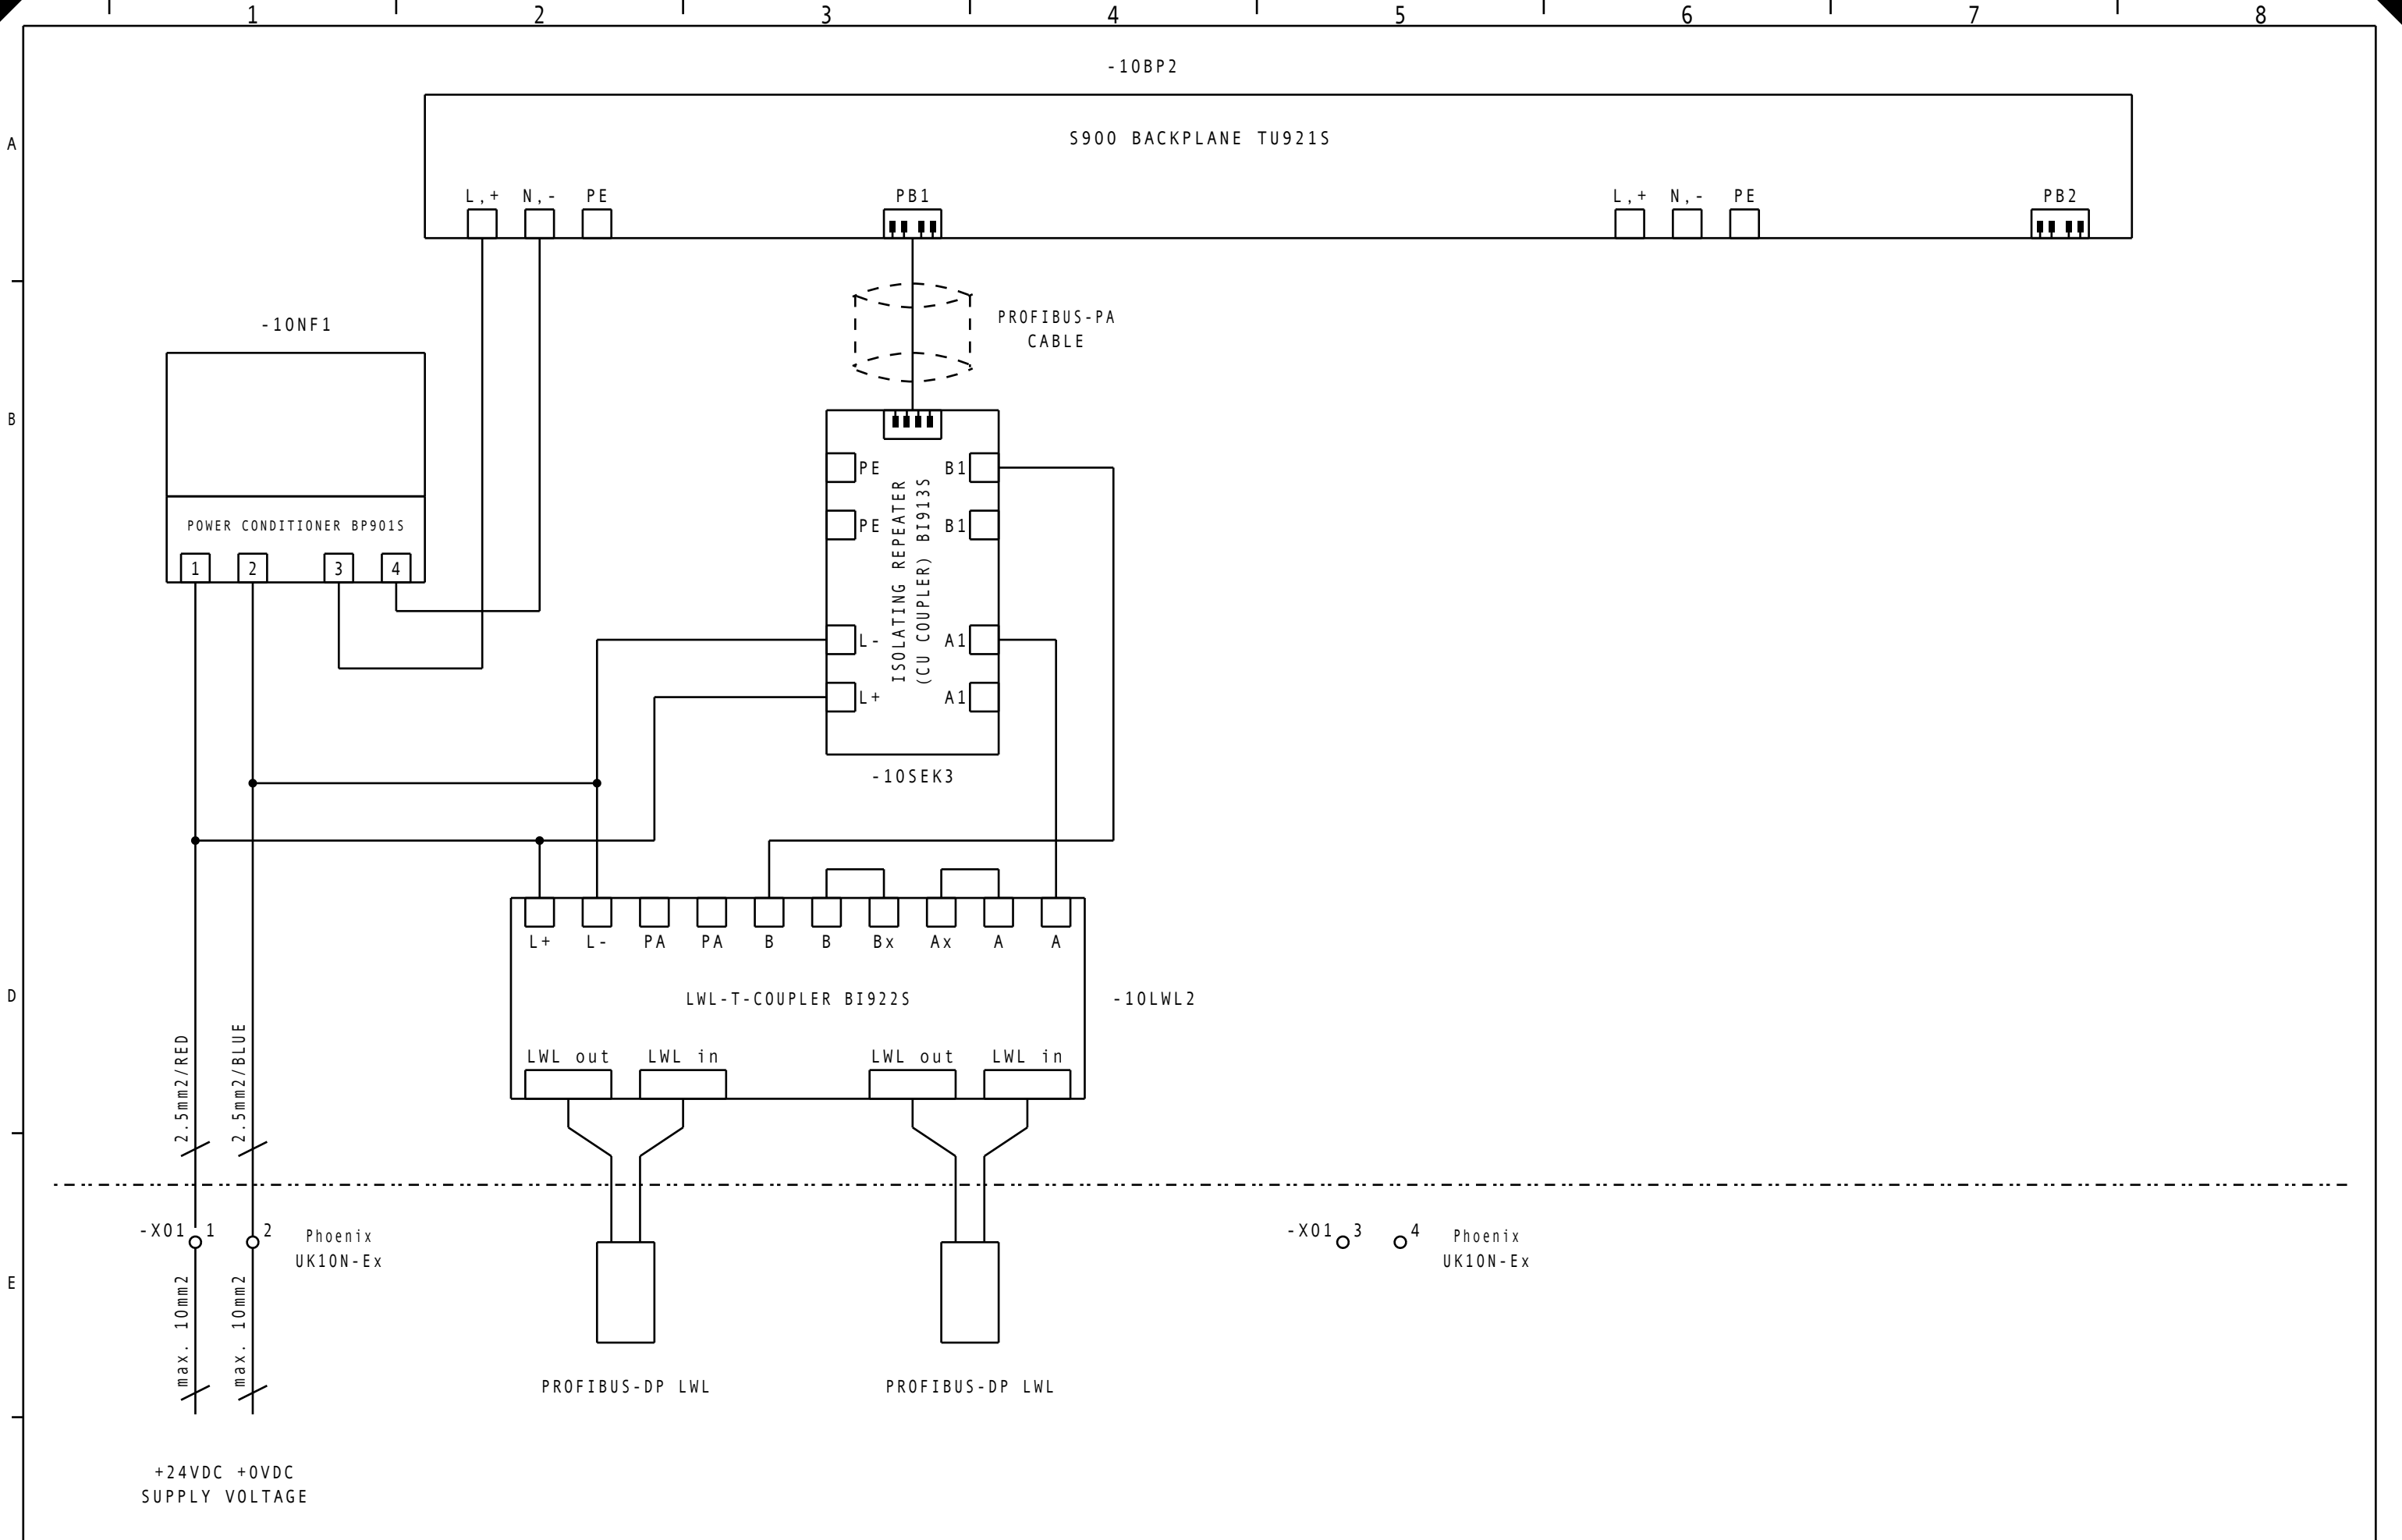 1 2 3 4 5 6 7 8
-10BP2
A
S900 BACKPLANE TU921S
L,+ N,- PE PB1 L,+ N,- PE PB2
-10NF1
PROFIBUS-PA
CABLE
B
POWER CONDITIONER BP901S
1 2 3 4
PE B1
PE B1
ISOLATING REPEATER
(CU COUPLER) BI913S
L- A1
L+ A1
-10SEK3
L+ L- PA PA B B Bx Ax A A
D
LWL-T-COUPLER BI922S
-10LWL2
LWL out LWL in LWL out LWL in
2.5mm2/RED
2.5mm2/BLUE
-X01 1 2
Phoenix
UK10N-Ex
-X01 3 4
Phoenix
UK10N-Ex
E
max. 10mm2
max. 10mm2
PROFIBUS-DP LWL
PROFIBUS-DP LWL
+24VDC +0VDC
SUPPLY VOLTAGE